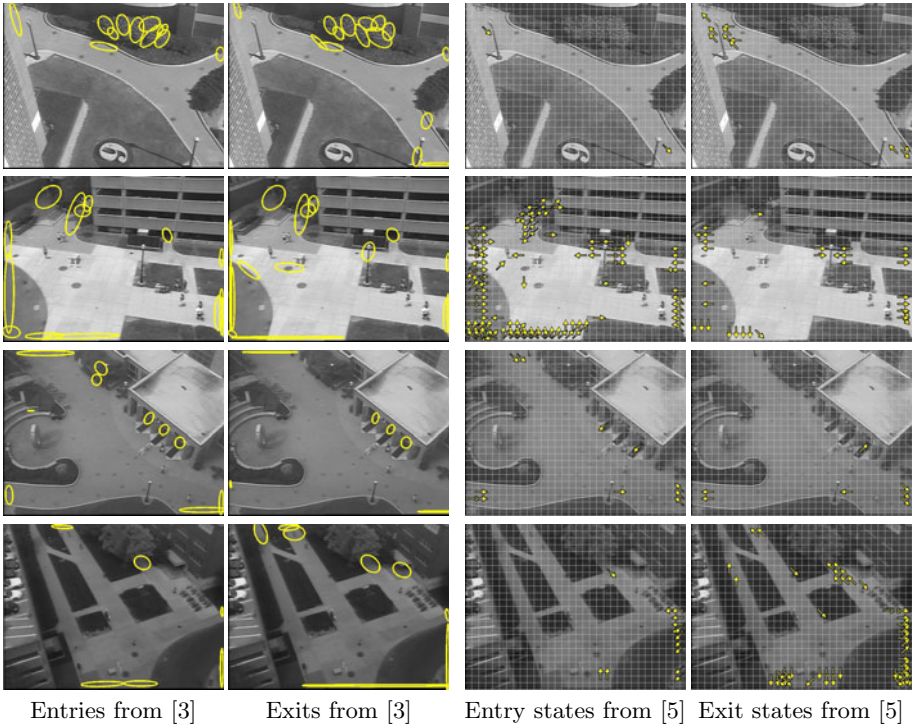 Entries from [3]
Exits from [3]
Entry states from [5]
Exit states from [5]